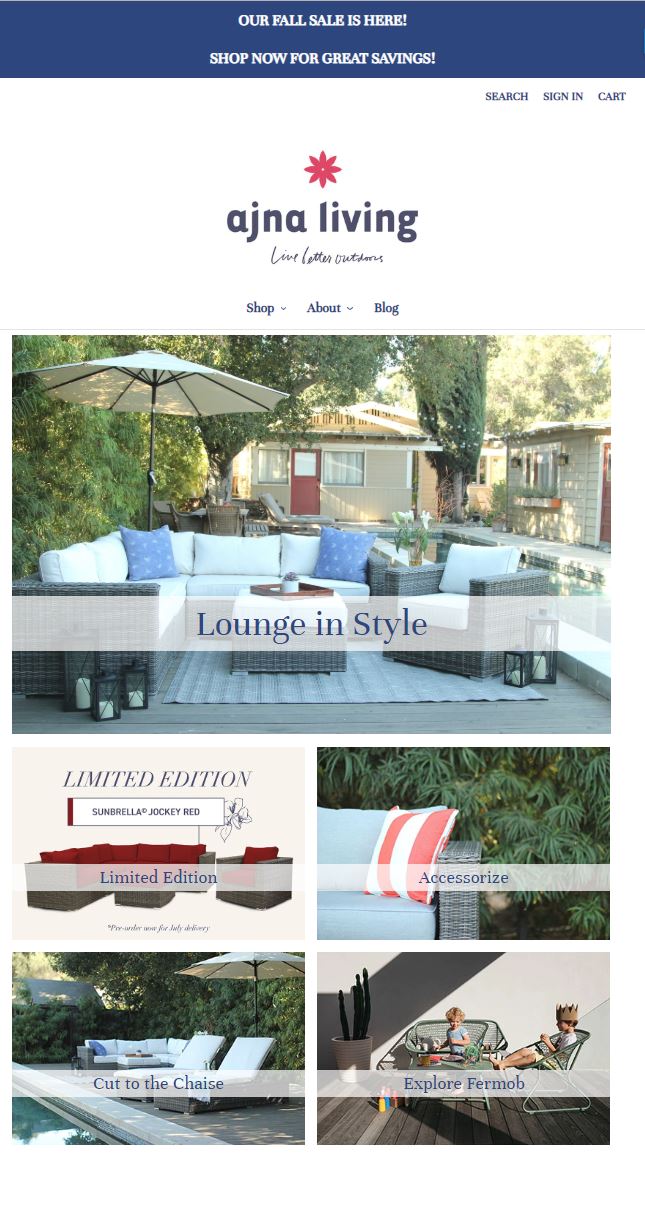 OUR FALL SALE IS HERE!
SHOP NOW FOR GREAT SAVINGS!
SEARCH SIGN IN CART
ajna living
Live better outdoors
Shop About Blog
Lounge in Style
LIMITED EDITION
SUNBRELLA® JOCKEY RED
Limited Edition
*Pre-order now for July delivery
Accessorize
Cut to the Chaise
Explore Fermob